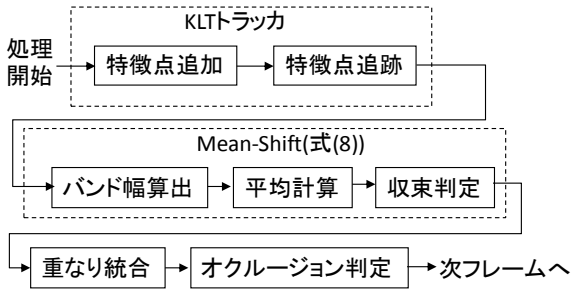 KLTトラッカ
処理
開始
特徴点追加
特徴点追跡
Mean-Shift(式(8))
バンド幅算出
平均計算
収束判定
重なり統合
オクルージョン判定
次フレームへ